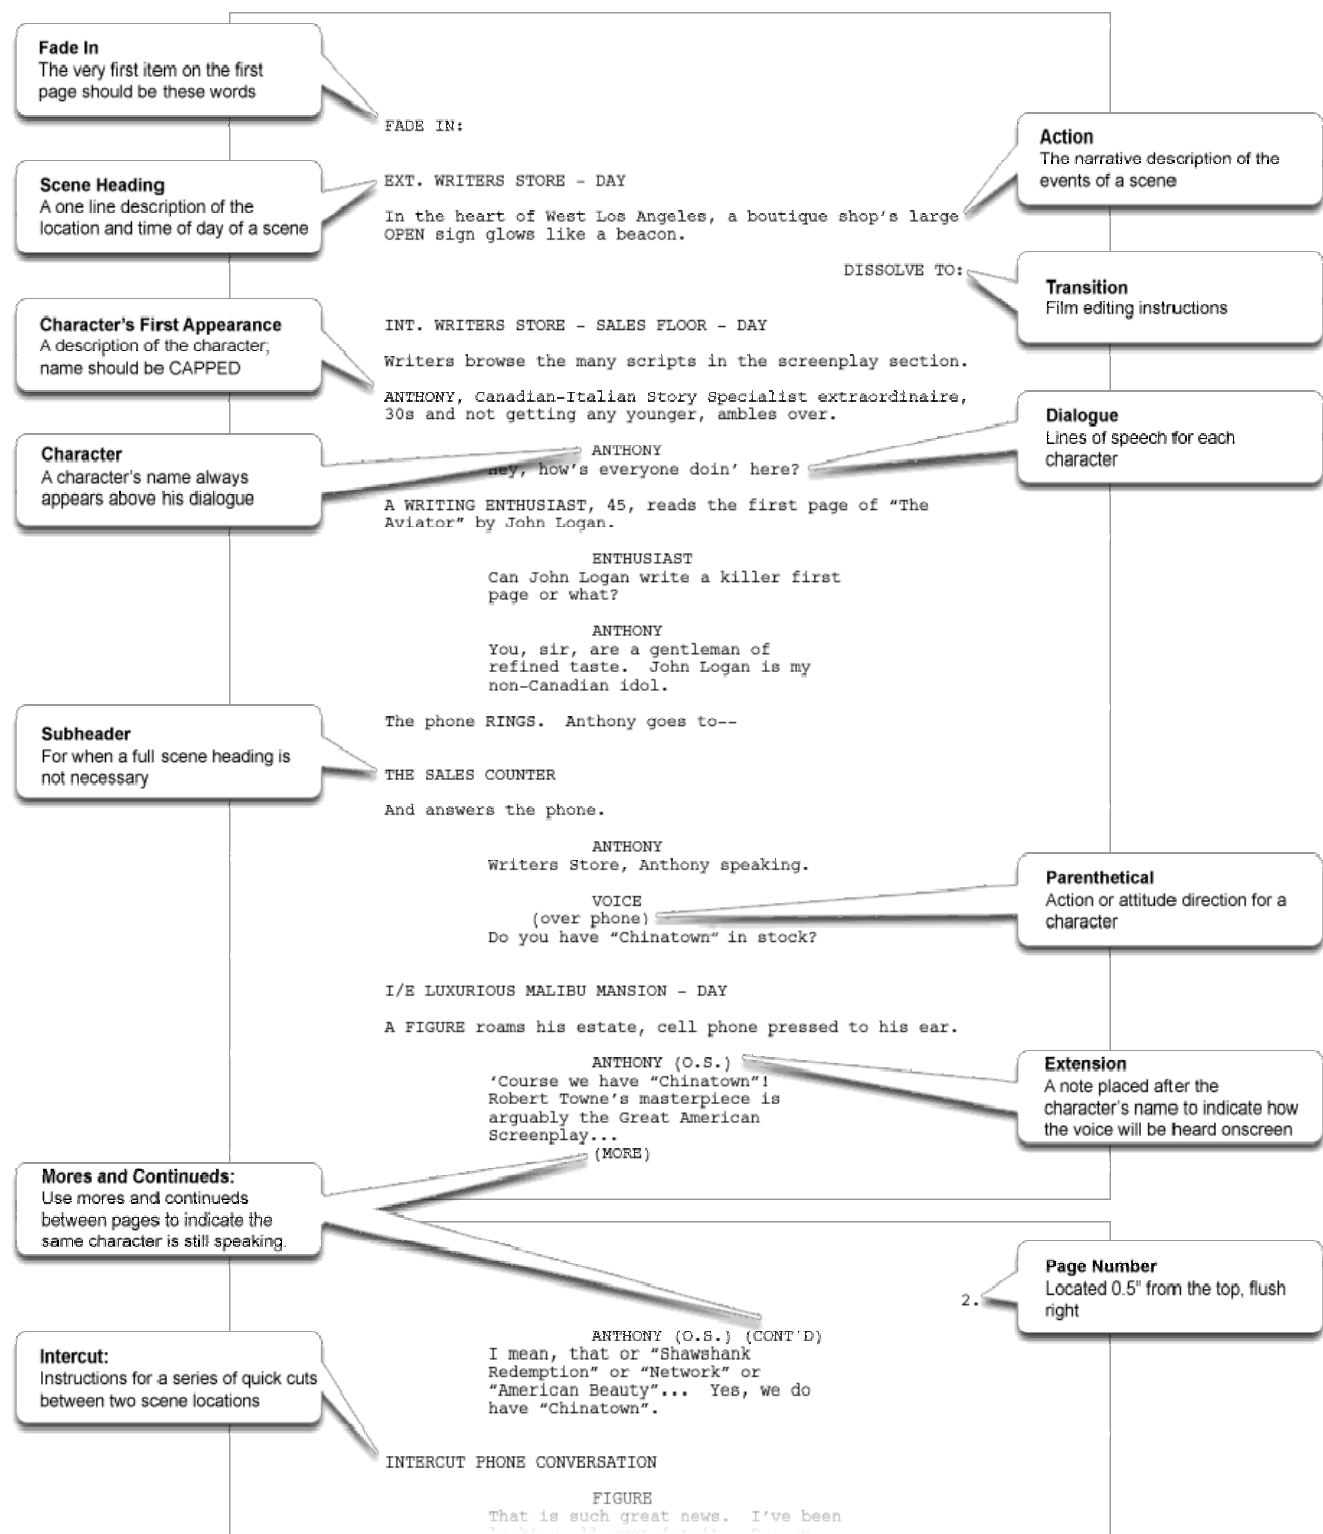 Fade In
The very first item on the first
page should be these words
FADE IN:
Action
The narrative description of the
events of a scene
Scene Heading
A one line description of the
location and time of day of a scene
EXT. WRITERS STORE – DAY
In the heart of West Los Angeles, a boutique shop's large
OPEN sign glows like a beacon.
DISSOLVE TO:
Transition
Film editing instructions
Character's First Appearance
A description of the character;
name should be CAPPED
INT. WRITERS STORE – SALES FLOOR – DAY
Writers browse the many scripts in the screenplay section.
ANTHONY, Canadian-Italian Story Specialist extraordinaire,
30s and not getting any younger, ambles over.
Dialogue
Lines of speech for each
character
Character
A character's name always
appears above his dialogue
ANTHONY
Hey, how's everyone doin' here?
A WRITING ENTHUSIAST, 45, reads the first page of “The
Aviator” by John Logan.
ENTHUSIAST
Can John Logan write a killer first
page or what?
ANTHONY
You, sir, are a gentleman of
refined taste.  John Logan is my
non-Canadian idol.
The phone RINGS.  Anthony goes to--
Subheader
For when a full scene heading is
not necessary
THE SALES COUNTER
And answers the phone.
ANTHONY
Writers Store, Anthony speaking.
VOICE
(over phone)
Do you have “Chinatown” in stock?
Parenthetical
Action or attitude direction for a
character
I/E LUXURIOUS MALIBU MANSION – DAY
A FIGURE roams his estate, cell phone pressed to his ear.
ANTHONY (O.S.)
‘Course we have “Chinatown”!
Robert Towne's masterpiece is
arguably the Great American
Screenplay...
(MORE)
Extension
A note placed after the
character's name to indicate how
the voice will be heard onscreen
Mores and Continueds:
Use mores and continueds
between pages to indicate the
same character is still speaking.
Page Number
Located 0.5" from the top, flush
right
2.
ANTHONY (O.S.) (CONT'D)
I mean, that or “Shawshank
Redemption” or “Network” or
“American Beauty”...  Yes, we do
have “Chinatown”.
Intercut:
Instructions for a series of quick cuts
between two scene locations
INTERCUT PHONE CONVERSATION
FIGURE
That is such great news.  I've been